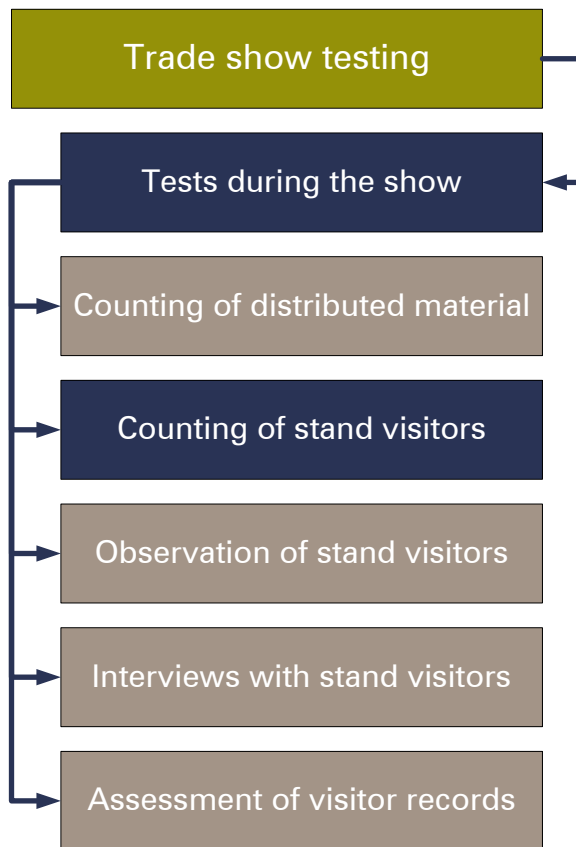 Trade show testing
Tests during the show
Counting of distributed material
Counting of stand visitors
Observation of stand visitors
Interviews with stand visitors
Assessment of visitor records